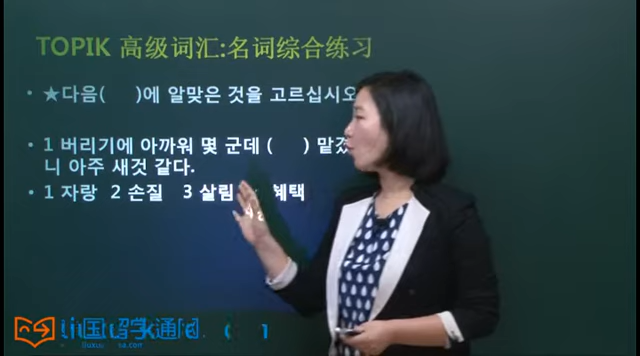 TOPIK 高级词汇:名词综合练习
• ★다음(    )에 알맞은 것을 고르십시오
• 1 버리기에 아까워 몇 군데 (    ) 맡겼
니 아주 새것 같다.
• 1 자랑  2 손질  3 살림  혜택